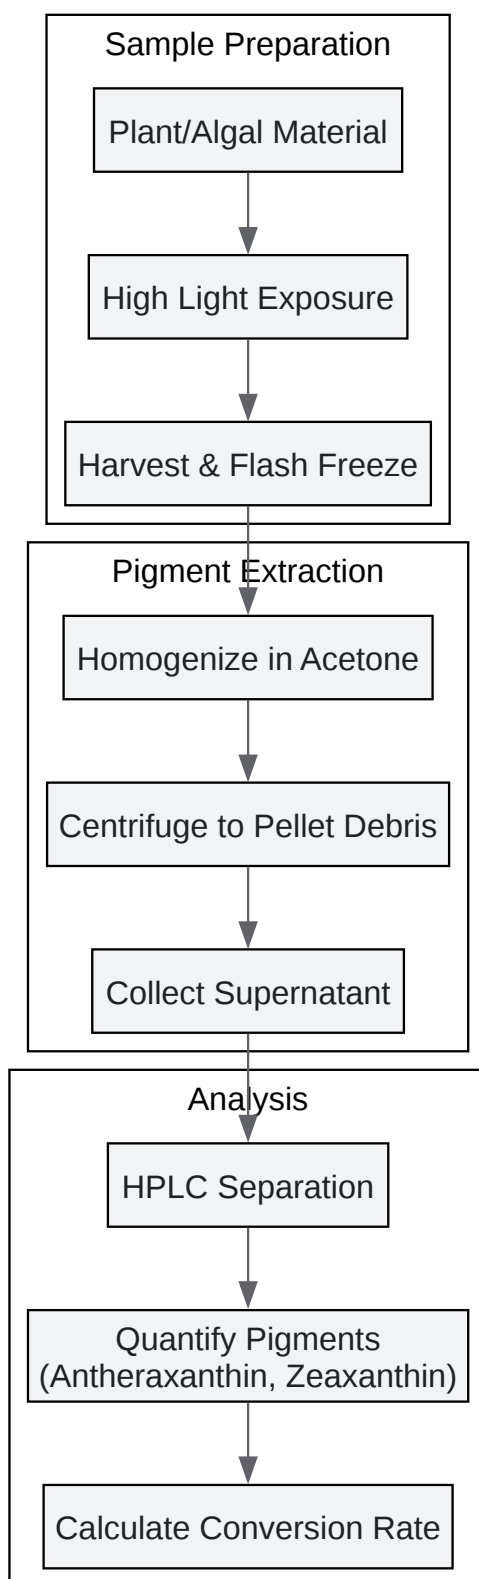 Sample Preparation
Plant/Algal Material
High Light Exposure
Harvest & Flash Freeze
Pigment Extraction
Homogenize in Acetone
Centrifuge to Pellet Debris
Collect Supernatant
Analysis
HPLC Separation
Quantify Pigments
(Antheraxanthin, Zeaxanthin)
Calculate Conversion Rate